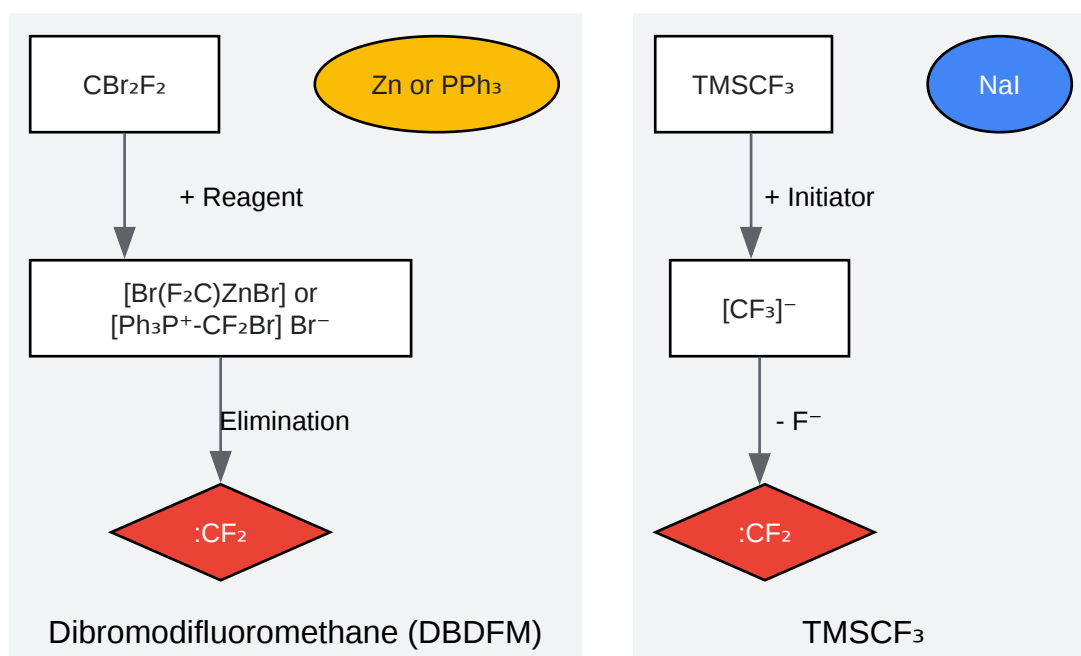 CBr₂F₂
Zn or PPh₃
+ Reagent
[Br(F₂C)ZnBr] or
[Ph₃P⁺-CF₂Br] Br⁻
Elimination
:CF₂
Dibromodifluoromethane (DBDFM)
TMSCF₃
NaI
+ Initiator
[CF₃]⁻
- F⁻
:CF₂
TMSCF₃